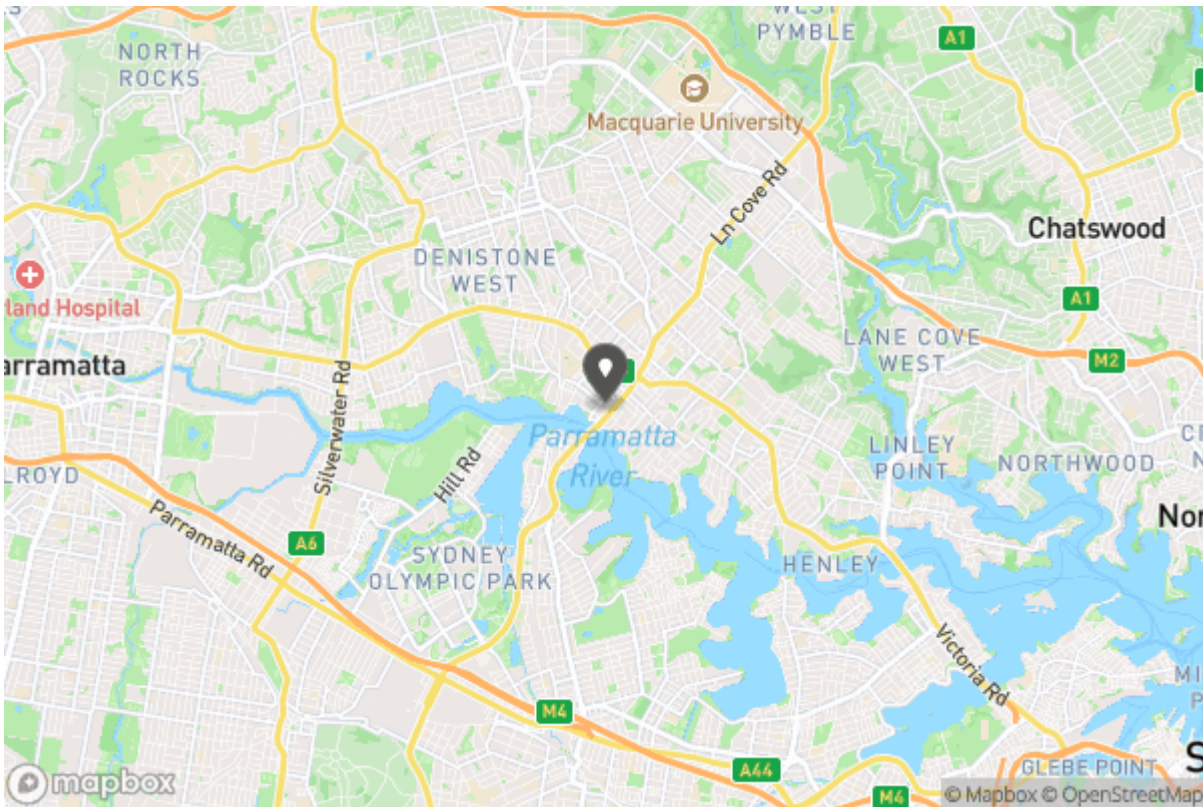 WEST
PYMBLE
NORTH
ROCKS
A1
Macquarie University
Ln Cove Rd
Chatswood
DENISTONE
WEST
rland Hospital
A1
LANE COVE
WEST
M2
arramatta
Silverwater Rd
Parramatta
River
Hill Rd
LINLEY
POINT
NORTHWOOD
LROYD
Parramatta Rd
A6
SYDNEY
OLYMPIC PARK
HENLEY
Nor
Victoria Rd
M4
A44
GLEBE POINT
M4
mapbox
© Mapbox © OpenStreetMap